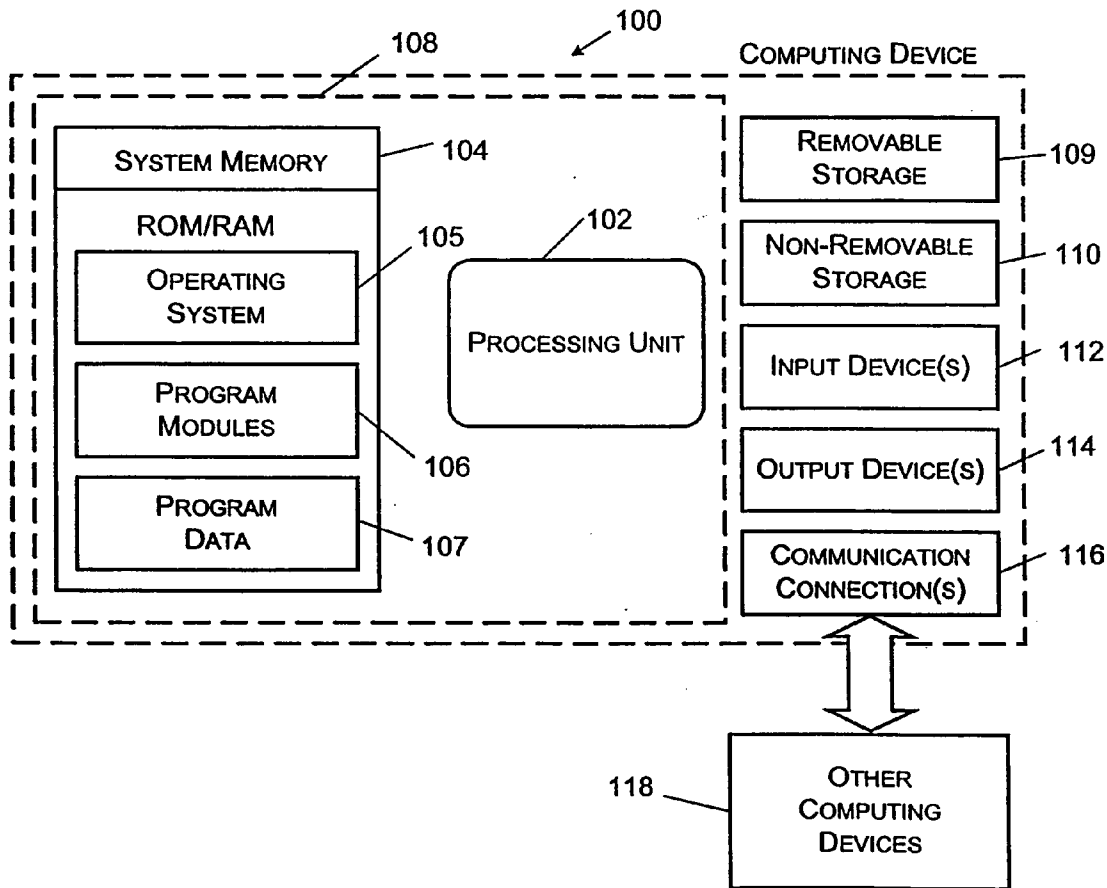 100
108
COMPUTING DEVICE
SYSTEM MEMORY
104
ROM/RAM
105
OPERATING
SYSTEM
PROGRAM
MODULES
106
PROGRAM
DATA
107
102
PROCESSING UNIT
REMOVABLE
STORAGE
109
NON-REMOVABLE
STORAGE
110
INPUT DEVICE(S)
112
OUTPUT DEVICE(S)
114
COMMUNICATION
CONNECTION(S)
116
118
OTHER
COMPUTING
DEVICES